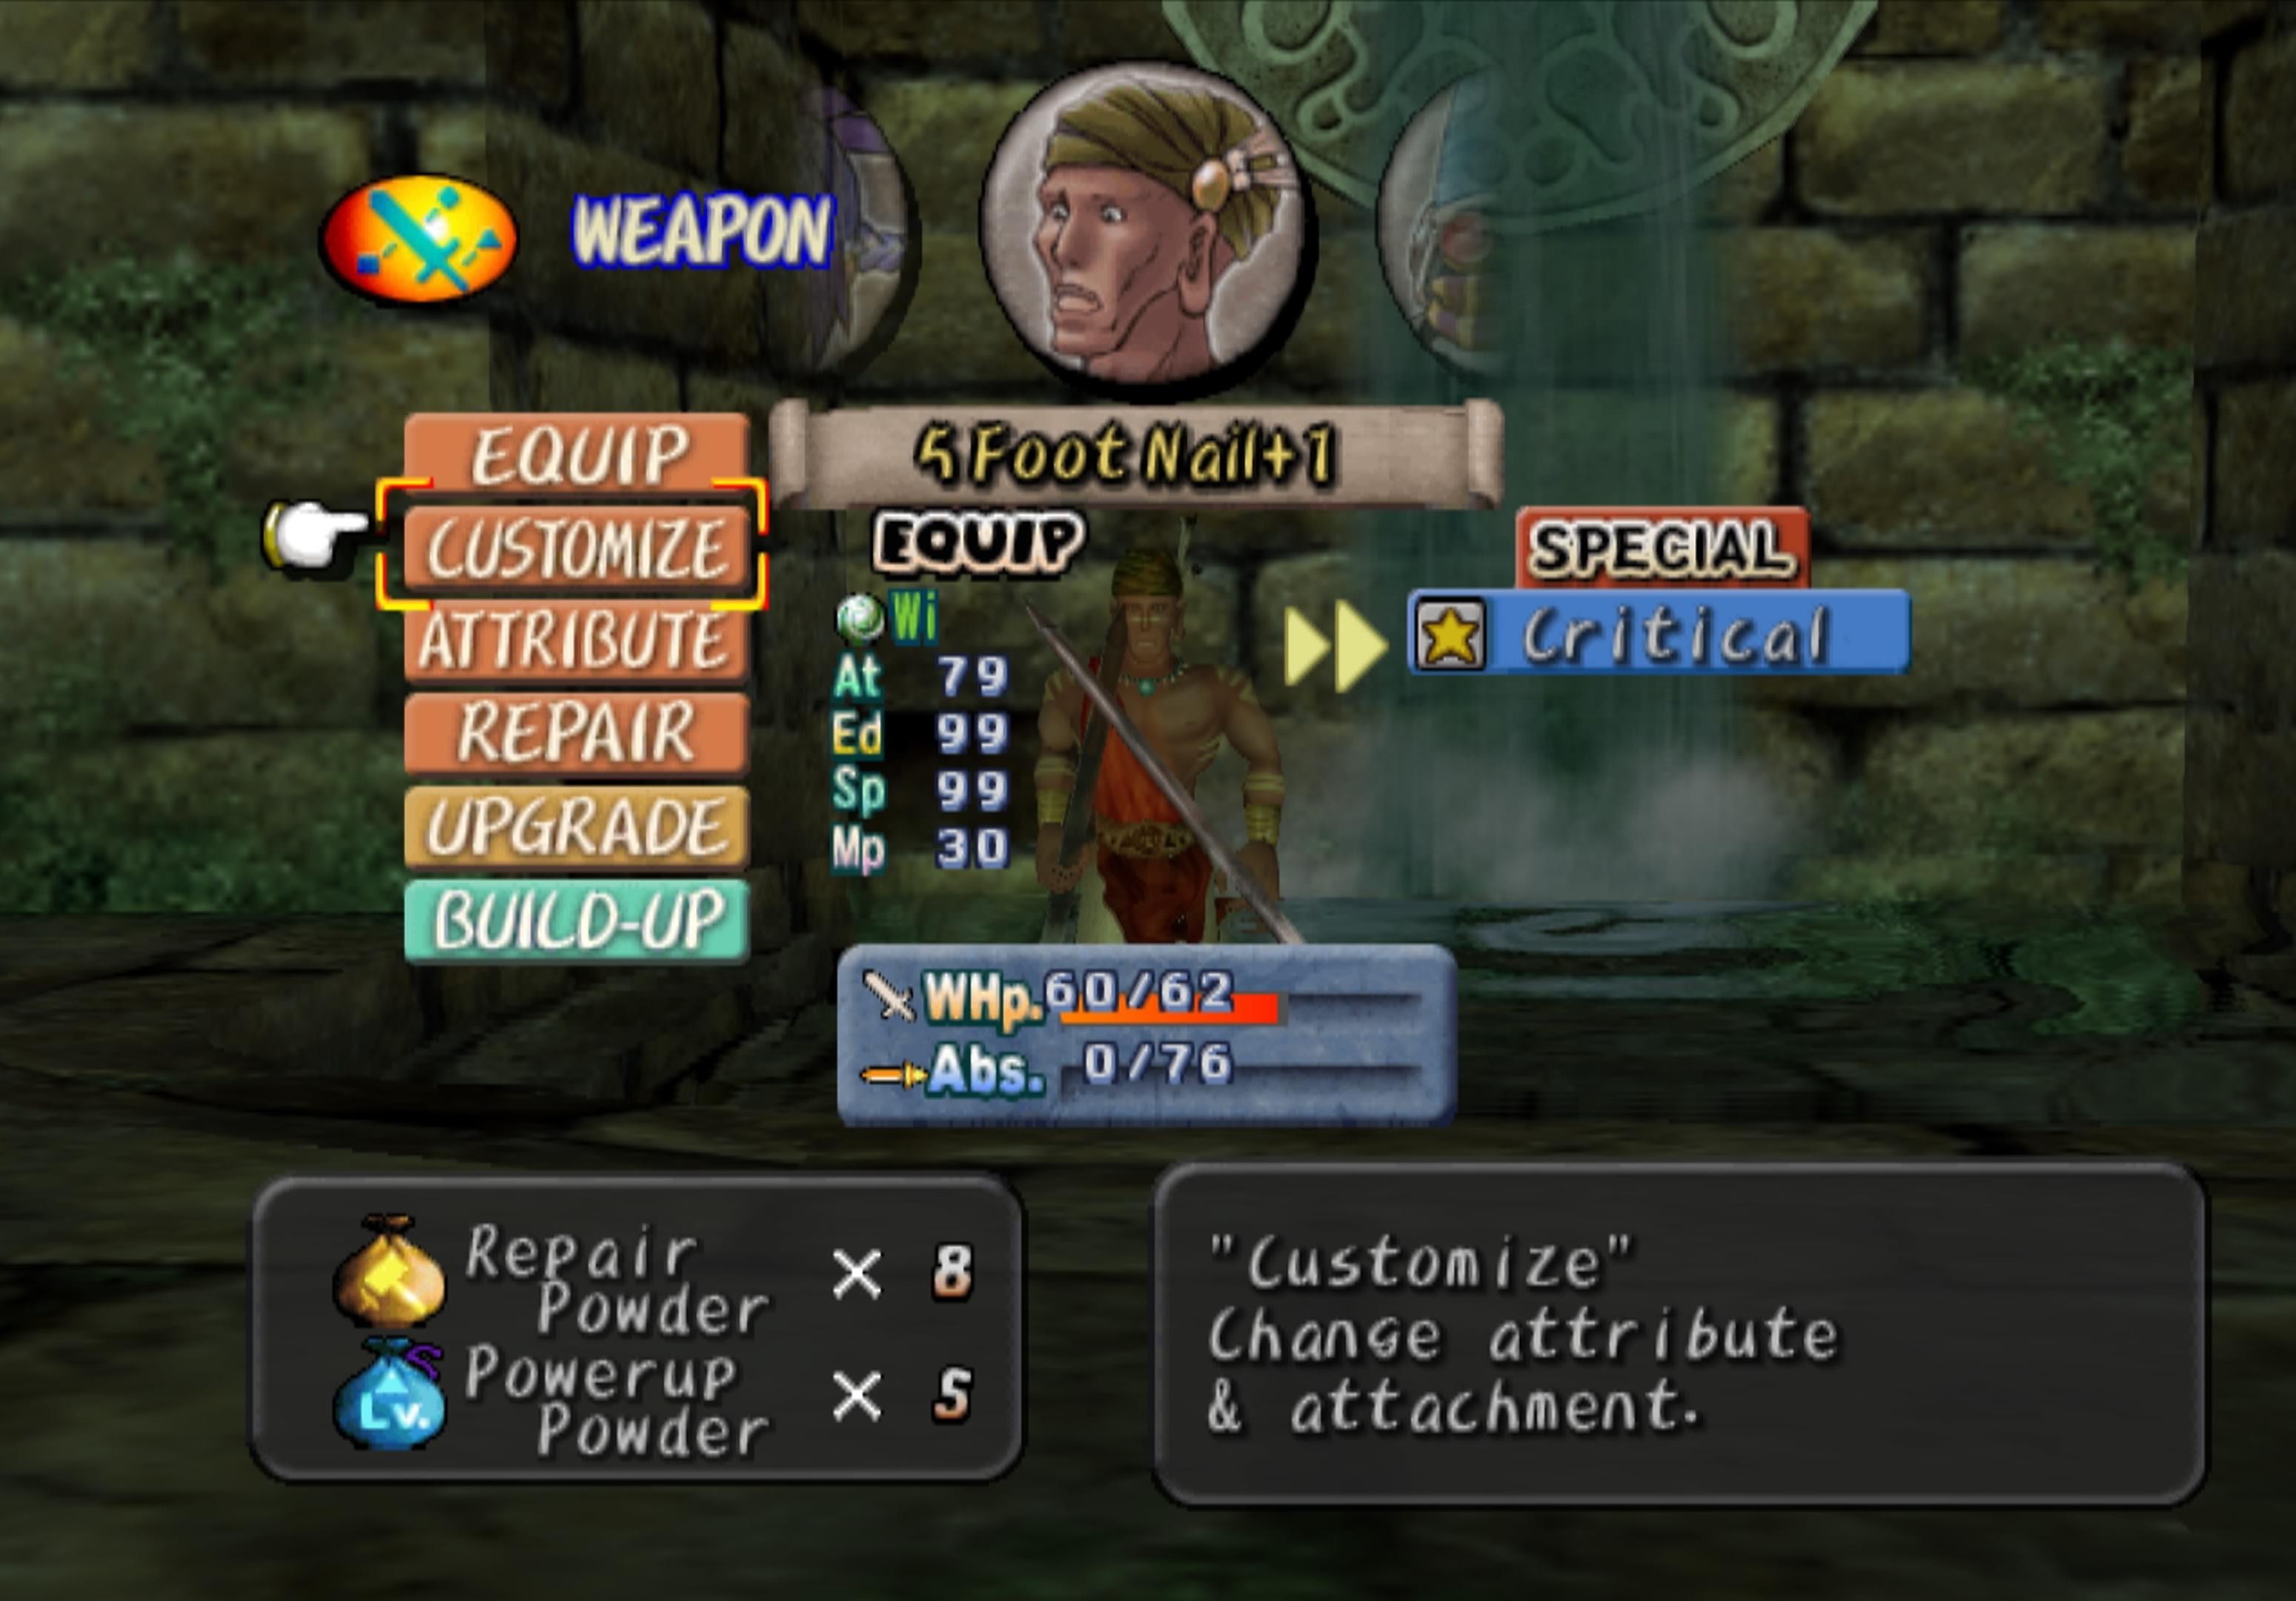 WEAPON
5 Foot Nail+1
EQUIP
CUSTOMIZE
ATTRIBUTE
REPAIR
UPGRADE
BUILD-UP
EQUIP
Wi
At 79
Ed 99
Sp 99
Mp 30
SPECIAL
Critical
WHp. 60/62
Abs. 0/76
Repair
Powder × 8
Lv.
Powerup
Powder × 5
"Customize"
Change attribute
& attachment.